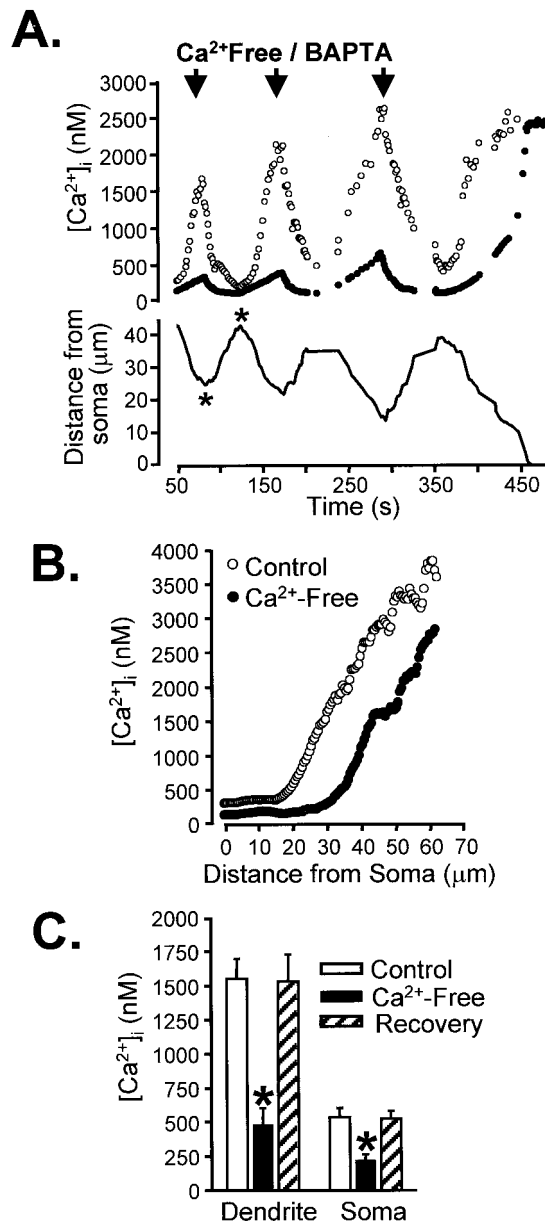 A.
Ca²⁺Free / BAPTA
3000
2500
2000
1500
1000
500
0
[Ca²⁺]ᵢ (nM)
*
*
40
30
20
10
0
Distance from
soma (μm)
50 150 250 350 450
Time (s)
B.
4000
3500
3000
2500
2000
1500
1000
500
0
[Ca²⁺]ᵢ (nM)
Control
Ca²⁺-Free
0 10 20 30 40 50 60 70
Distance from Soma (μm)
C.
2000
1750
1500
1250
1000
750
500
250
0
[Ca²⁺]ᵢ (nM)
Control
Ca²⁺-Free
Recovery
*
*
Dendrite Soma